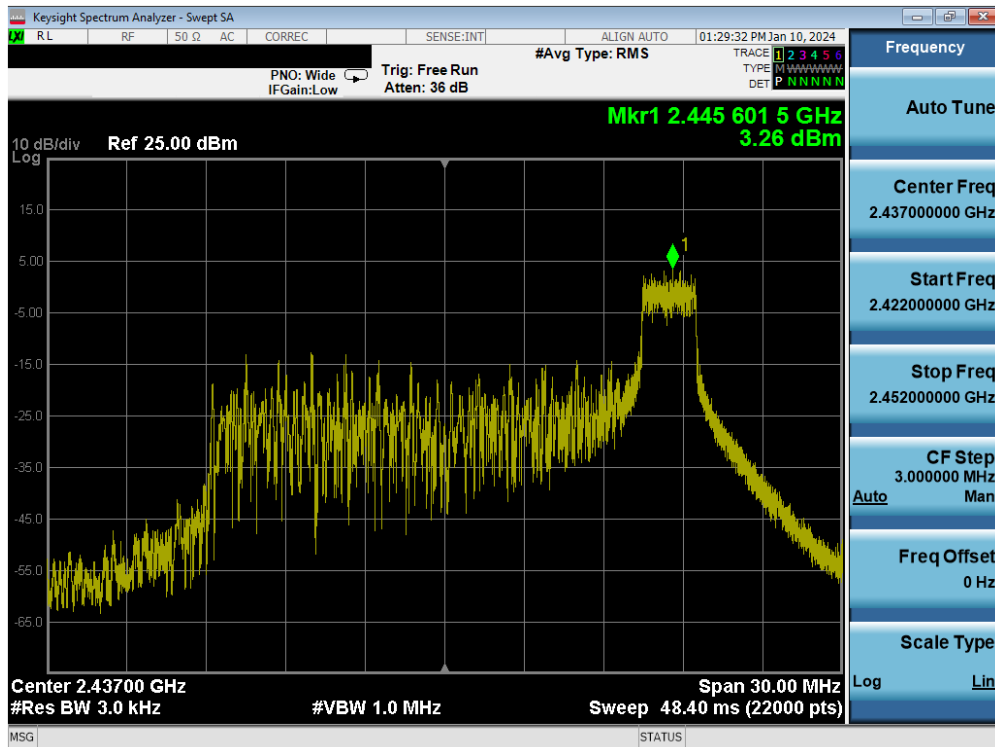 Keysight Spectrum Analyzer - Swept SA
LXI RL RF 50 Ω AC CORREC SENSE:INT ALIGN AUTO 01:29:32 PM Jan 10, 2024
Frequency
#Avg Type: RMS
TRACE 1 2 3 4 5 6
TYPE M W W W W W
DET P N N N N N
PNO: Wide
IFGain:Low
Trig: Free Run
Atten: 36 dB
Auto Tune
Mkr1 2.445 601 5 GHz
3.26 dBm
10 dB/div
Log
Ref 25.00 dBm
15.0
5.00
-5.00
-15.0
-25.0
-35.0
-45.0
-55.0
-65.0
1
Center 2.43700 GHz
Span 30.00 MHz
#Res BW 3.0 kHz
#VBW 1.0 MHz
Sweep 48.40 ms (22000 pts)
Center Freq
2.437000000 GHz
Start Freq
2.422000000 GHz
Stop Freq
2.452000000 GHz
CF Step
3.000000 MHz
Auto Man
Freq Offset
0 Hz
Scale Type
Log Lin
MSG
STATUS